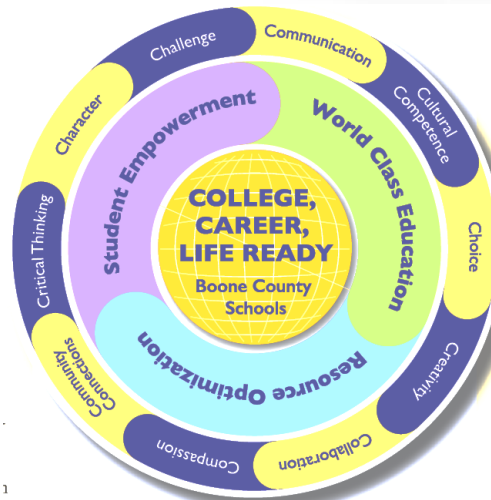 COLLEGE,
CAREER,
LIFE READY
Boone County
Schools
Student Empowerment
World Class Education
Resource Optimization
Challenge
Communication
Cultural
Competence
Choice
Creativity
Collaboration
Compassion
Community
Connections
Critical Thinking
Character